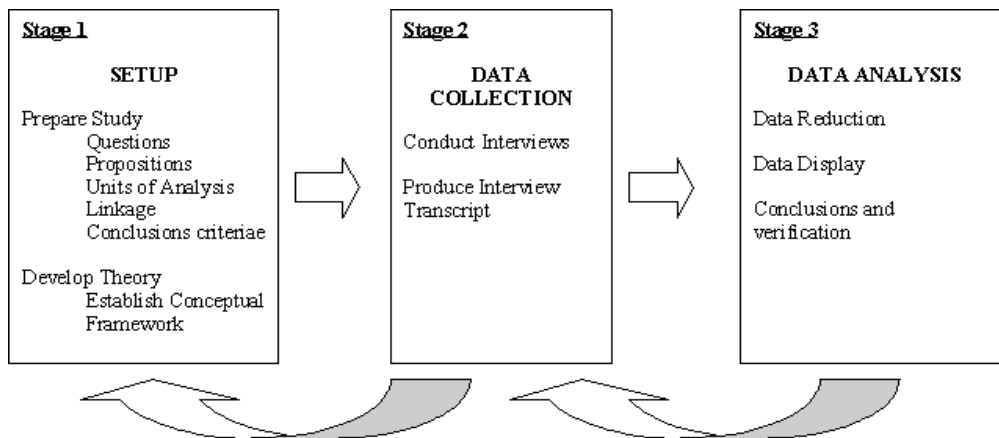 Stage 1
SETUP
Prepare Study
Questions
Propositions
Units of Analysis
Linkage
Conclusions criteriae
Develop Theory
Establish Conceptual
Framework
Stage 2
DATA
COLLECTION
Conduct Interviews
Produce Interview
Transcript
Stage 3
DATA ANALYSIS
Data Reduction
Data Display
Conclusions and
verification